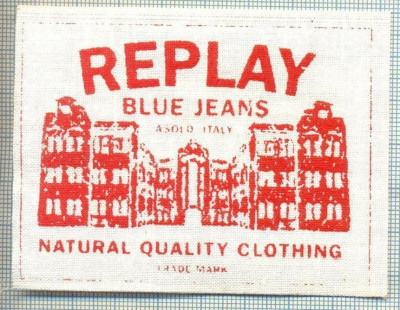 REPLAY
BLUE JEANS
ASOLO ITALY
NATURAL QUALITY CLOTHING
TRADE MARK